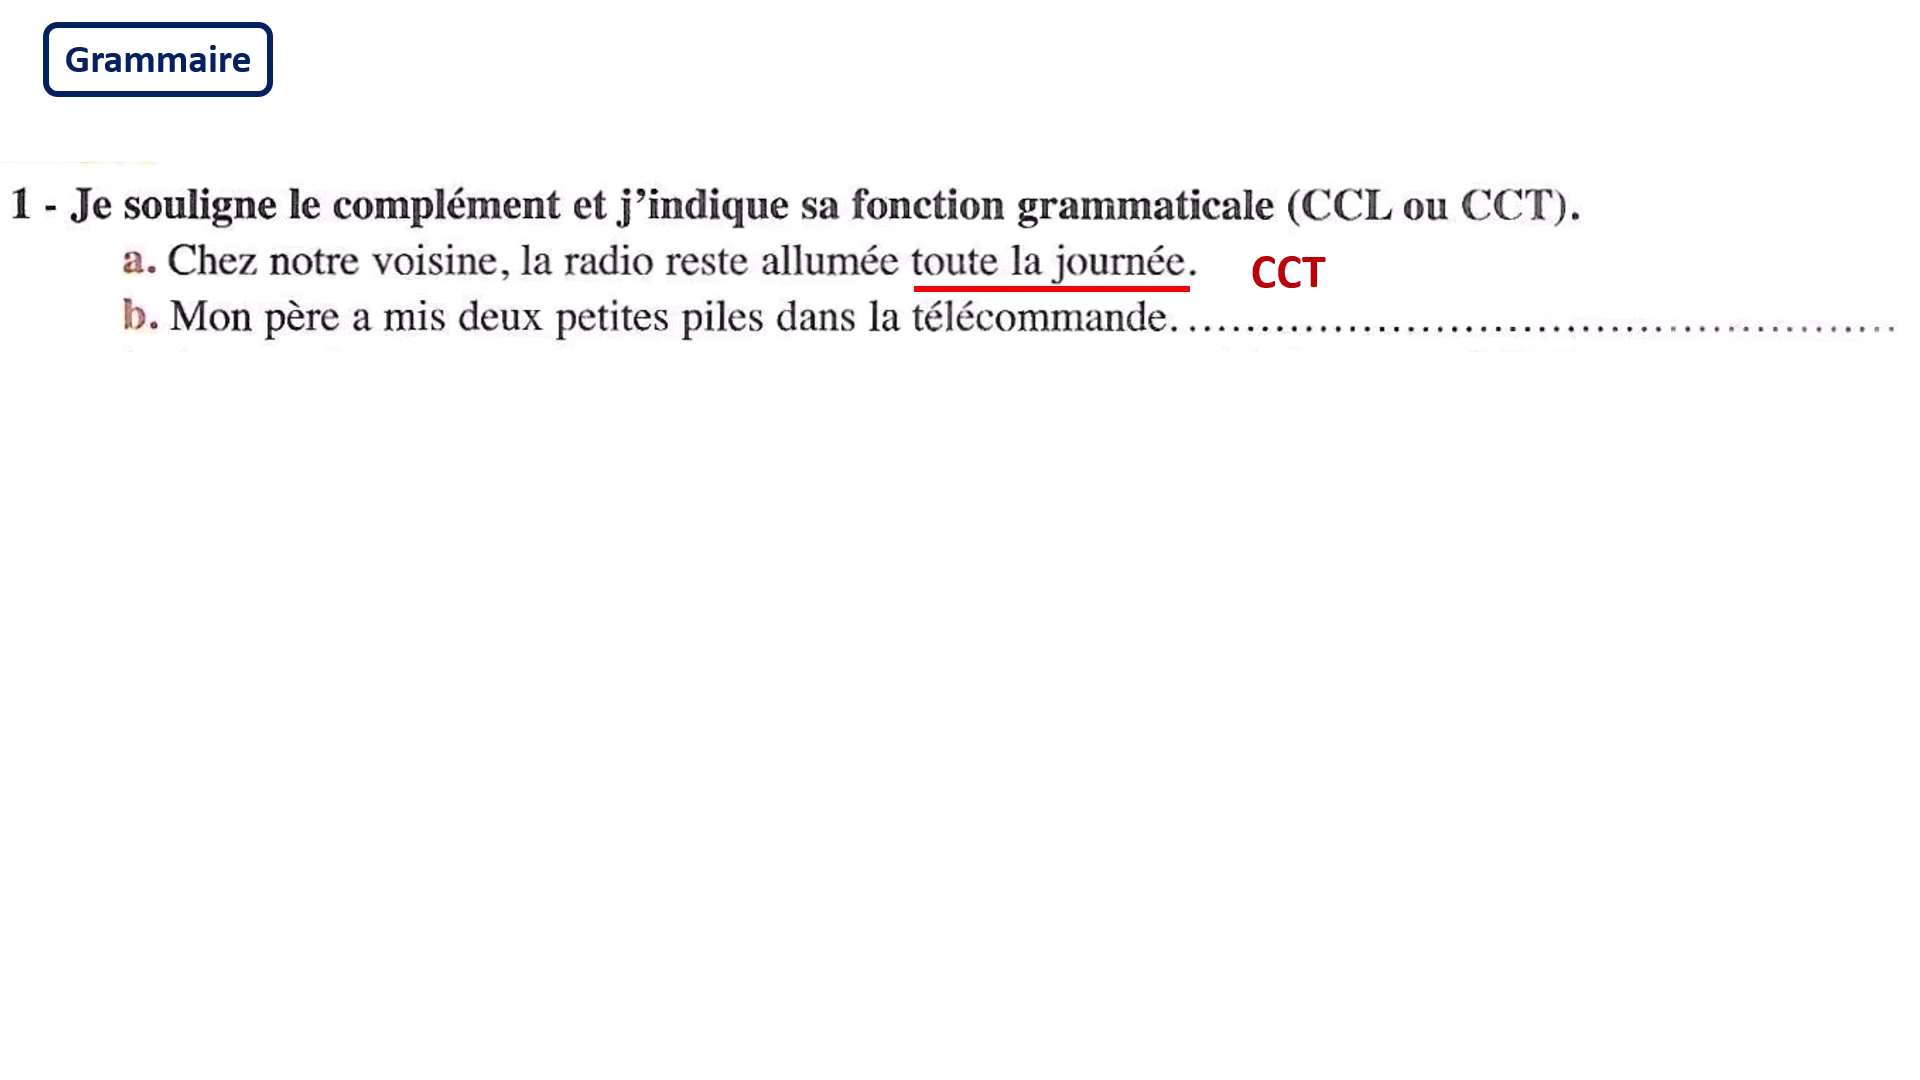 Grammaire
1 - Je souligne le complément et j'indique sa fonction grammaticale (CCL ou CCT).
a. Chez notre voisine, la radio reste allumée toute la journée. CCT
b. Mon père a mis deux petites piles dans la télécommande..................................................